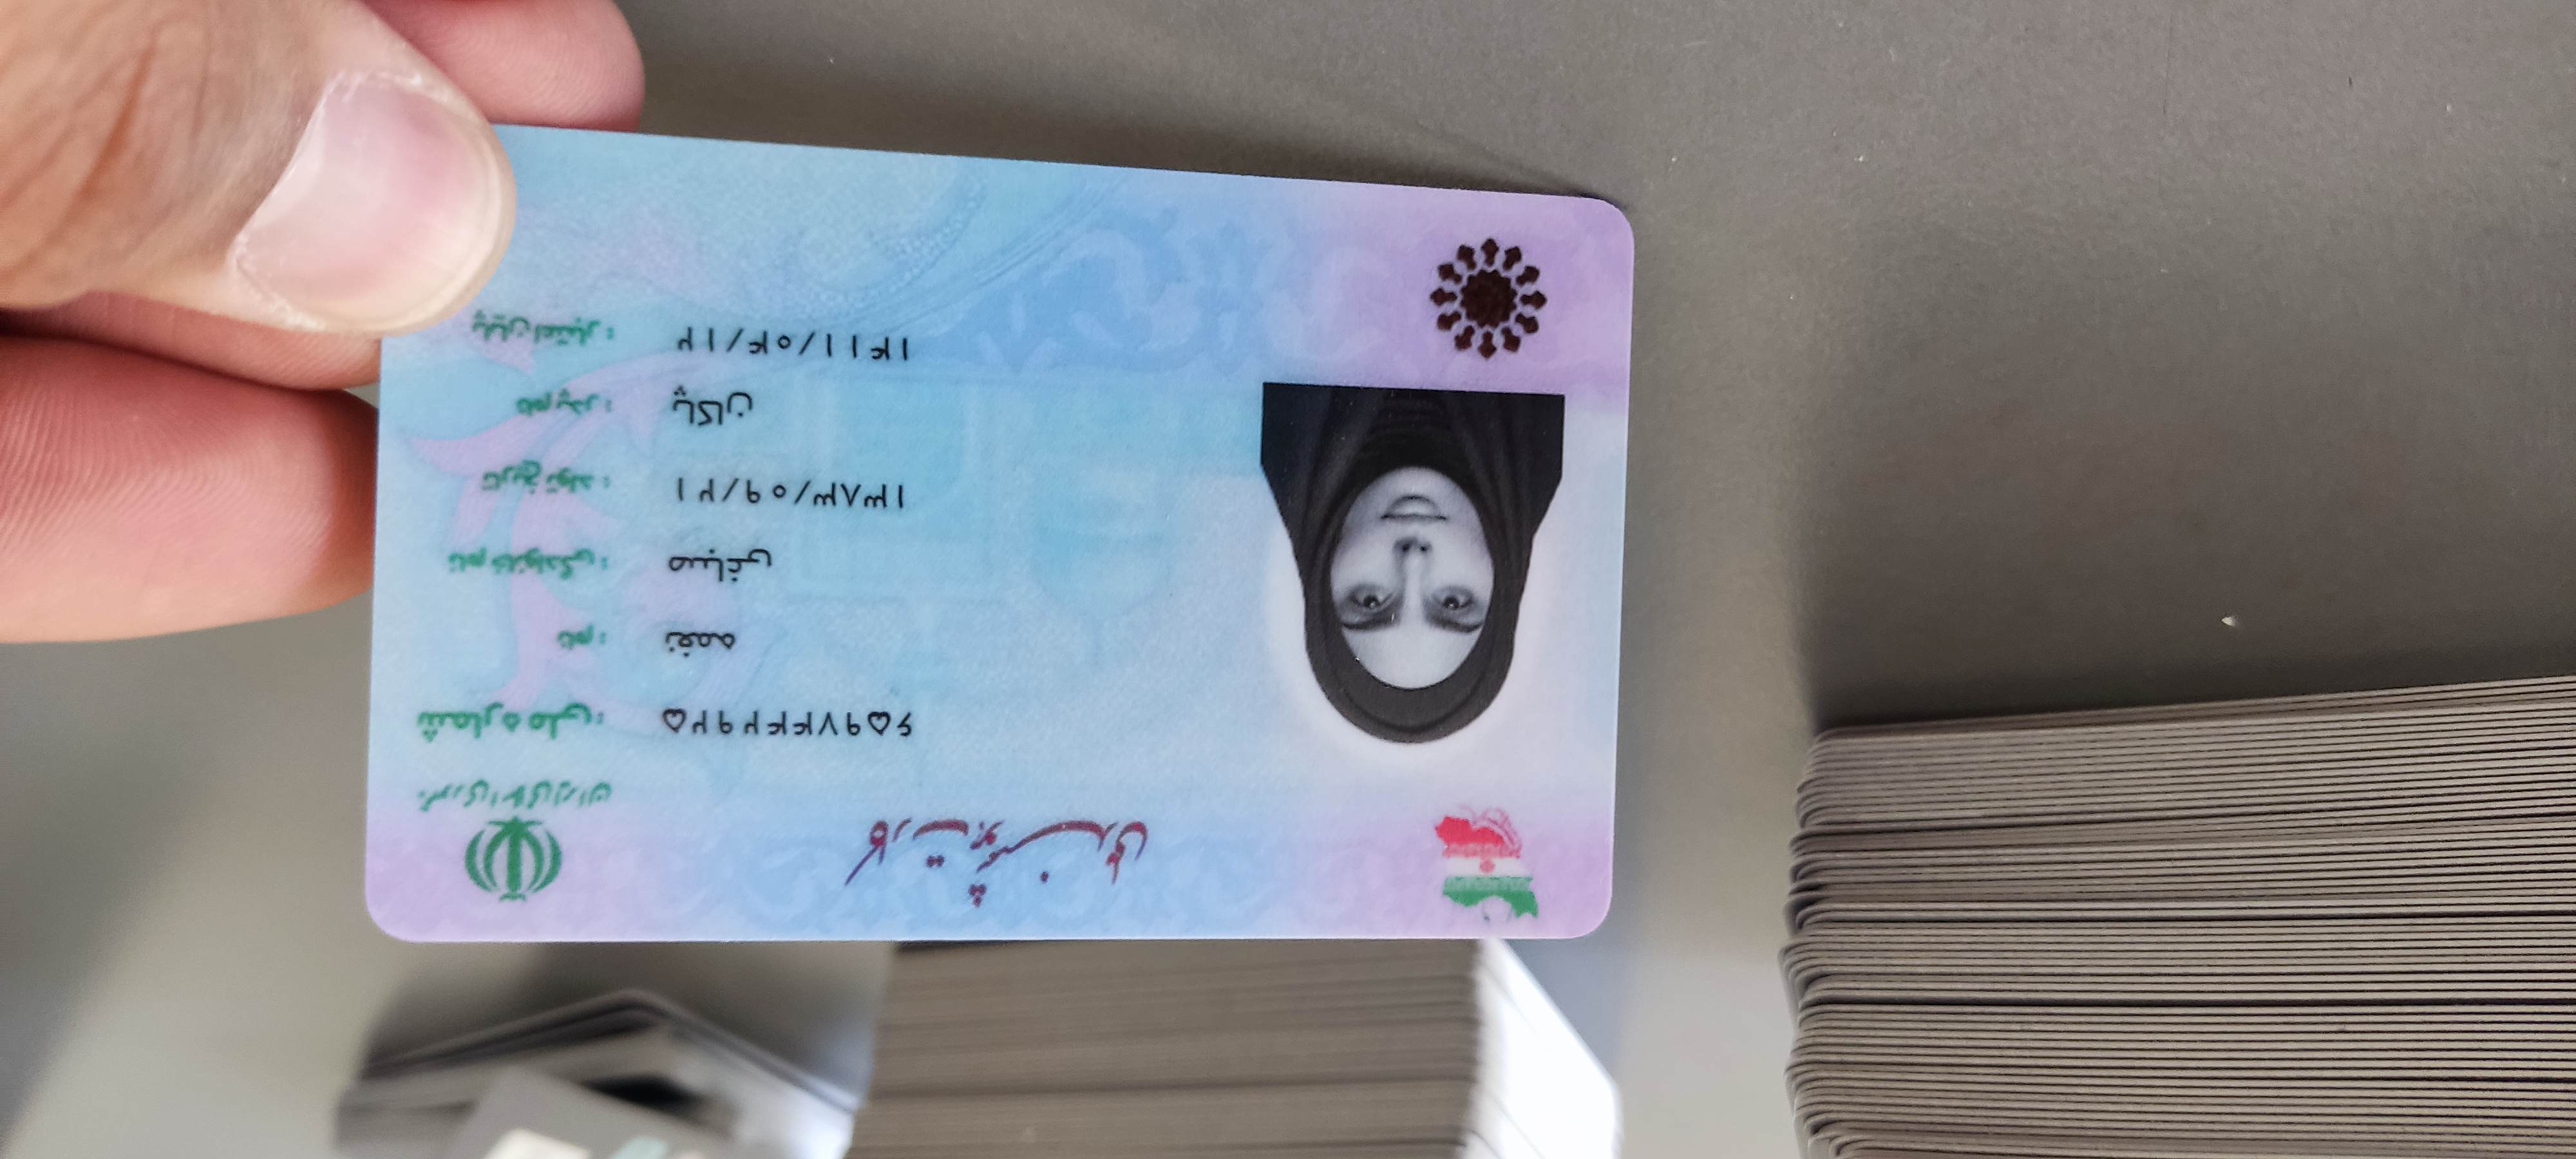 کارت هوشمند ملی
جمهوری اسلامی ایران
شماره ملی: ۶۵۹۷۴۴۲۹۲۵
نام: نغمه
نام خانوادگی: صباغی
تاریخ تولد: ۱۳۸۳/۰۹/۲۱
نام پدر: پاکان
پایان اعتبار: ۱۴۱۱/۰۴/۱۲